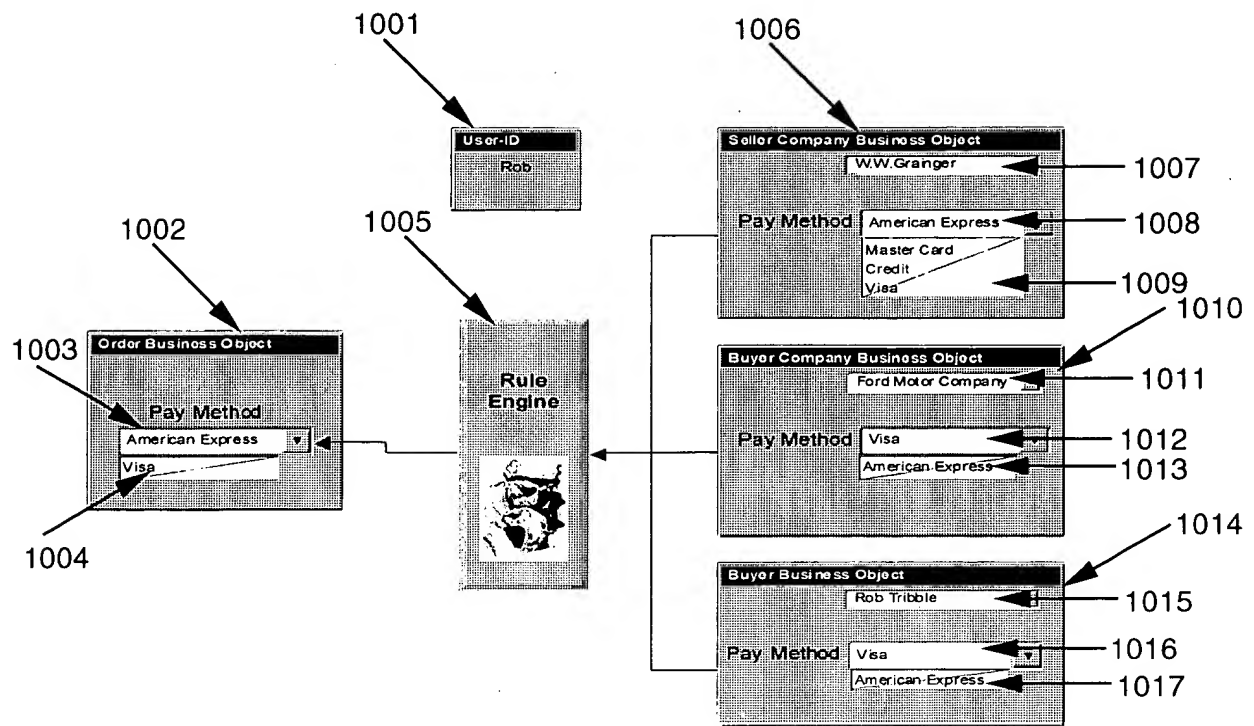 1001
User-ID
Rob
1006
Seller Company Business Object
W.W.Grainger
1007
Pay Method
American Express
1008
Master Card
Credit
Visa
1009
1002
Order Business Object
1003
Pay Method
American Express
Visa
1004
1005
Rule
Engine
1010
Buyer Company Business Object
Ford Motor Company
1011
Pay Method
Visa
1012
American Express
1013
1014
Buyer Business Object
Rob Tribble
1015
Pay Method
Visa
1016
American Express
1017